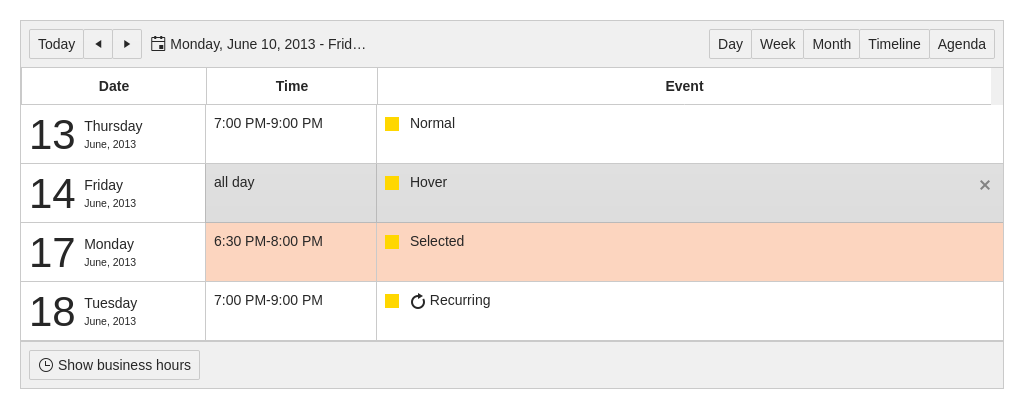 Today Monday, June 10, 2013 - Frid… Day Week Month Timeline Agenda
Date Time Event
13 Thursday June, 2013 7:00 PM-9:00 PM Normal
14 Friday June, 2013 all day Hover
17 Monday June, 2013 6:30 PM-8:00 PM Selected
18 Tuesday June, 2013 7:00 PM-9:00 PM Recurring
Show business hours